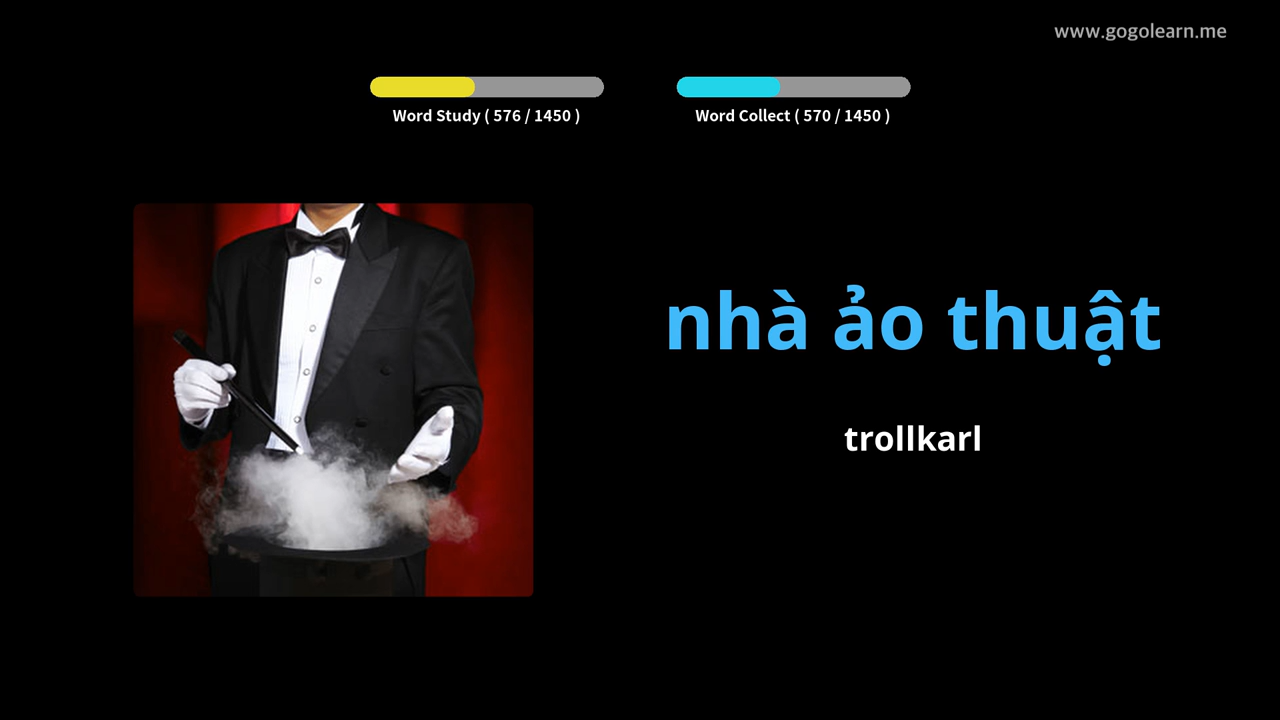 www.gogolearn.me
Word Study ( 576 / 1450 )
Word Collect ( 570 / 1450 )
nhà ảo thuật
trollkarl